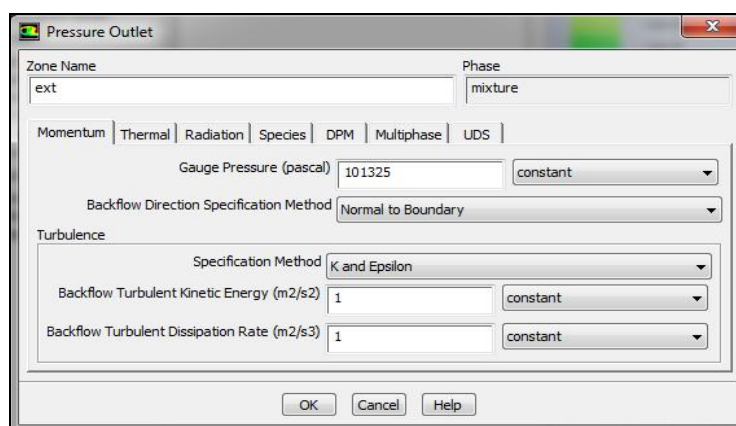 Pressure Outlet
Zone Name Phase
ext mixture
Momentum Thermal Radiation Species DPM Multiphase UDS
Gauge Pressure (pascal) 101325 constant
Backflow Direction Specification Method Normal to Boundary
Turbulence
Specification Method K and Epsilon
Backflow Turbulent Kinetic Energy (m2/s2) 1 constant
Backflow Turbulent Dissipation Rate (m2/s3) 1 constant
OK Cancel Help